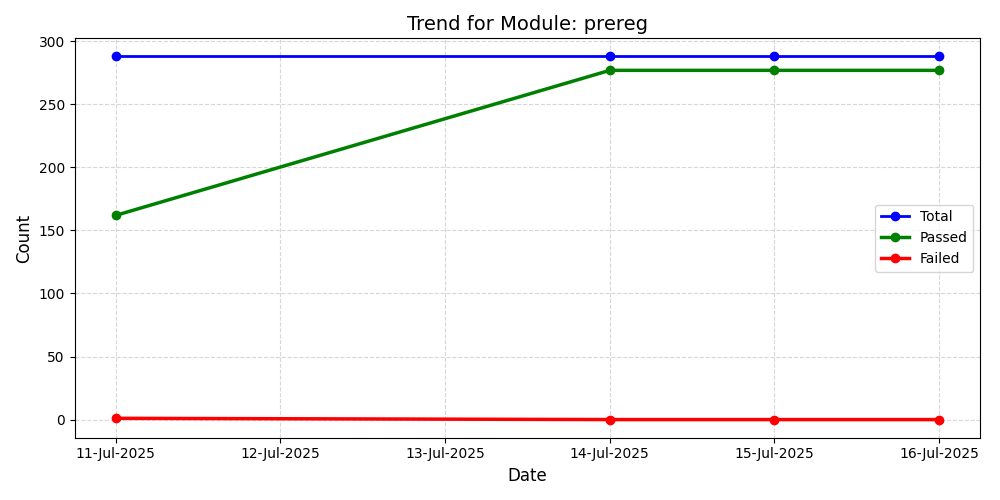 Trend for Module: prereg
300
250
200
150
100
50
0
Count
Total
Passed
Failed
11-Jul-2025
12-Jul-2025
13-Jul-2025
14-Jul-2025
15-Jul-2025
16-Jul-2025
Date